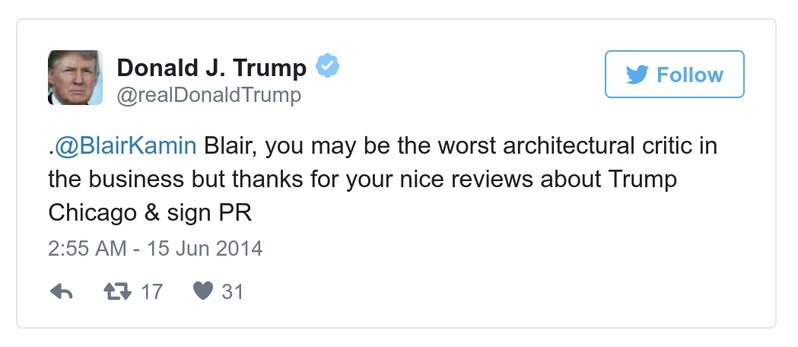 Donald J. Trump
@realDonaldTrump
Follow
.@BlairKamin Blair, you may be the worst architectural critic in
the business but thanks for your nice reviews about Trump
Chicago & sign PR
2:55 AM - 15 Jun 2014
17 31